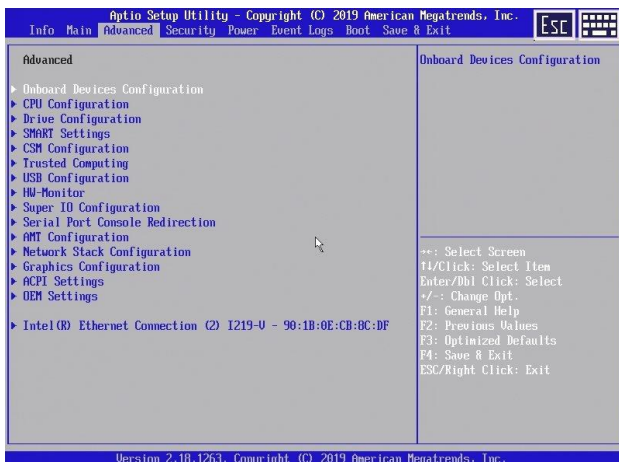 Aptio Setup Utility - Copyright (C) 2019 American Megatrends, Inc.
Info Main Advanced Security Power Event Logs Boot Save & Exit
Esc
Advanced
Onboard Devices Configuration
CPU Configuration
Drive Configuration
SMART Settings
CSM Configuration
Trusted Computing
USB Configuration
HW-Monitor
Super IO Configuration
Serial Port Console Redirection
AMT Configuration
Network Stack Configuration
Graphics Configuration
ACPI Settings
OEM Settings
Intel(R) Ethernet Connection (2) I219-V - 90:1B:0E:CB:8C:DF
Onboard Devices Configuration
→←: Select Screen
↑↓/Click: Select Item
Enter/Dbl Click: Select
+/-: Change Opt.
F1: General Help
F2: Previous Values
F3: Optimized Defaults
F4: Save & Exit
ESC/Right Click: Exit
Version 2.18.1263. Copyright (C) 2019 American Megatrends, Inc.